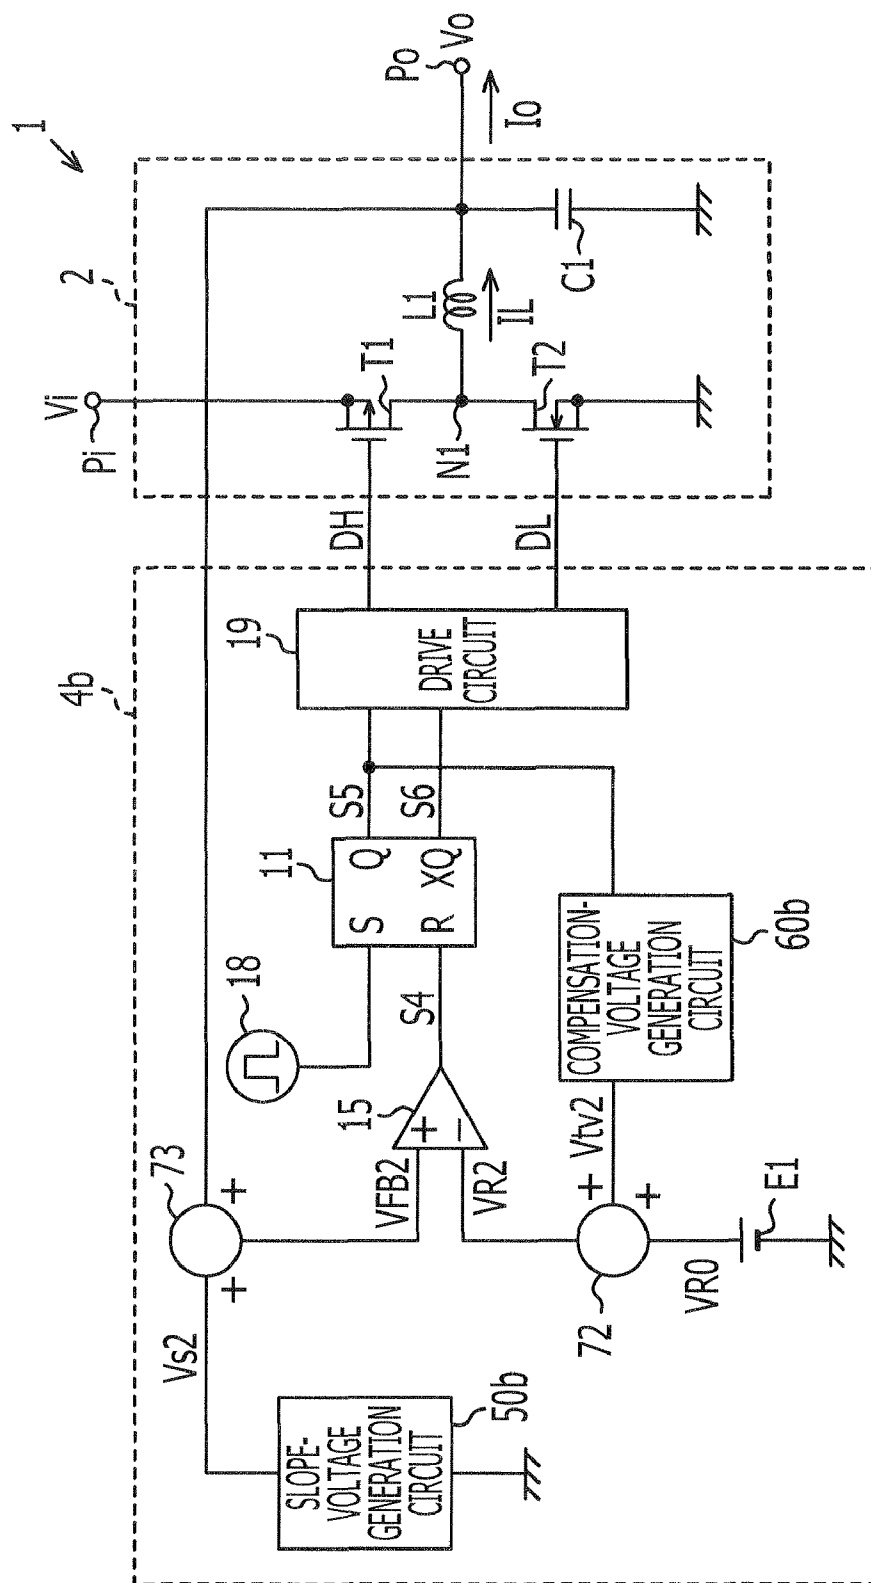 1
Vi
Pi
2
Po
Vo
Io
L1
IL
C1
T1
T2
N1
DH
DL
4b
19
DRIVE
CIRCUIT
S5
S6
11
S
Q
R
XQ
18
S4
15
+
−
VFB2
VR2
73
+
+
Vs2
SLOPE-
VOLTAGE
GENERATION
CIRCUIT
50b
COMPENSATION-
VOLTAGE
GENERATION
CIRCUIT
60b
Vtv2
+
+
72
VR0
E1